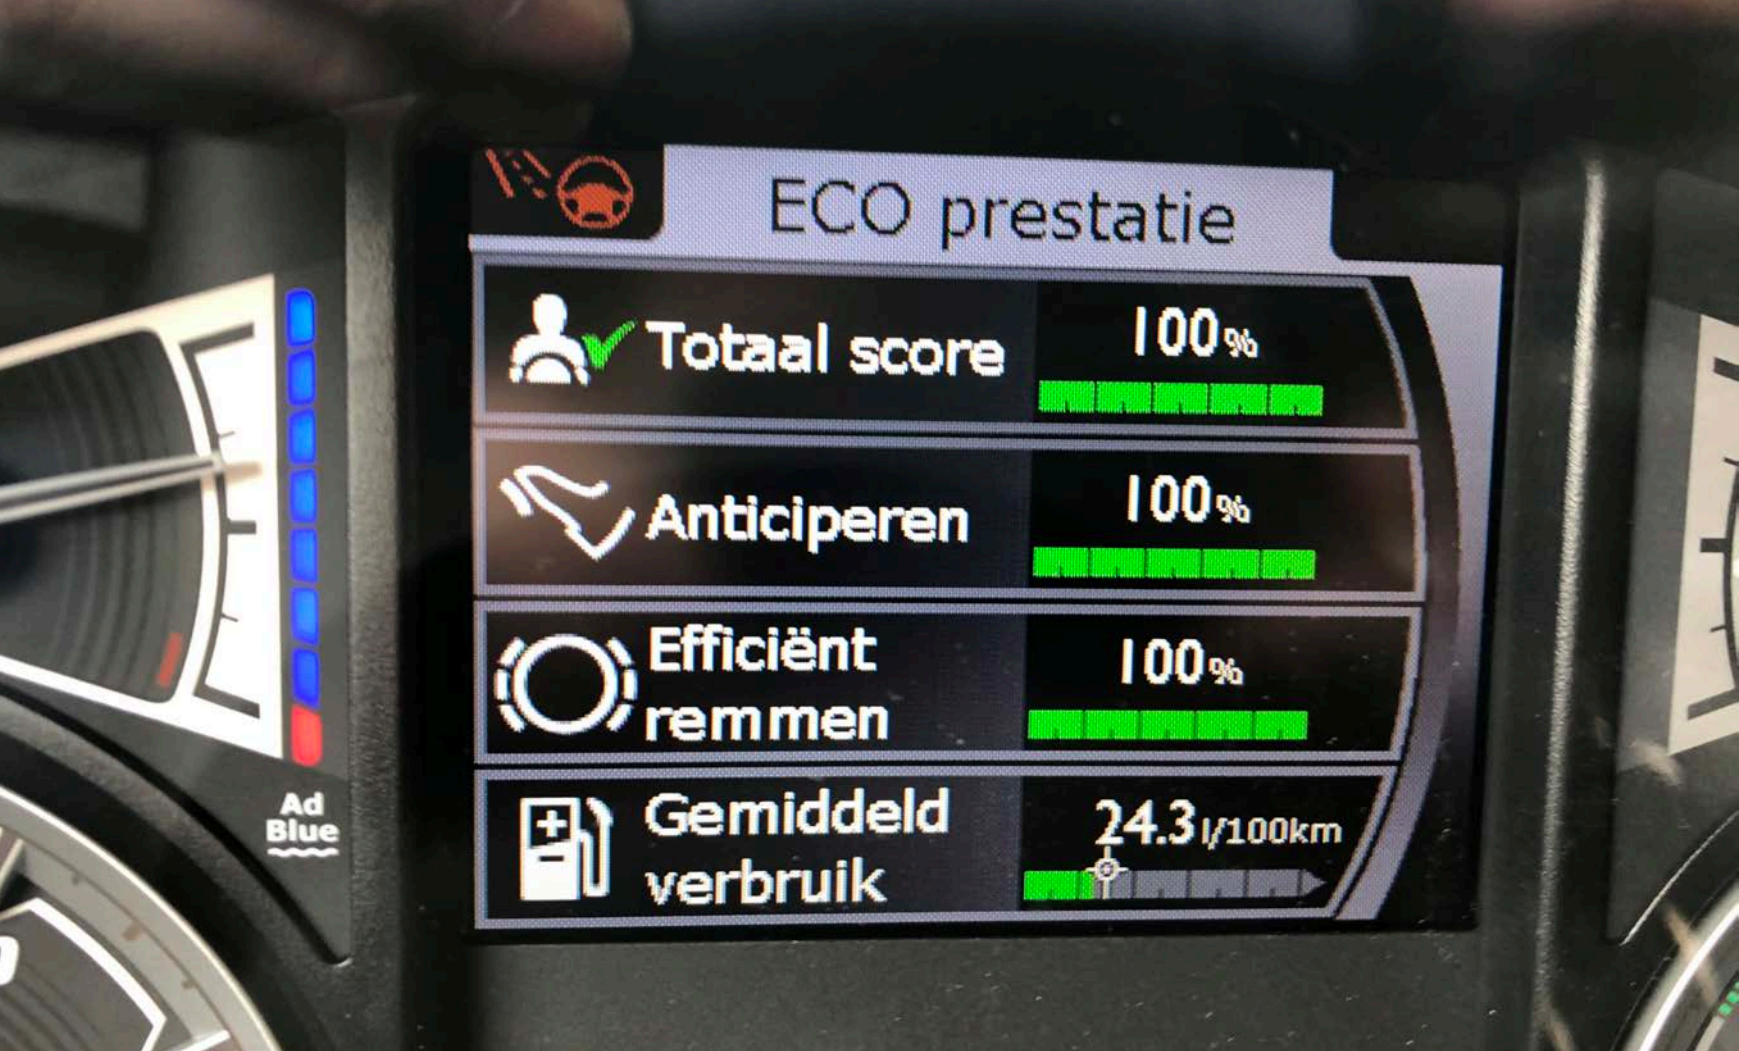 ECO prestatie
Totaal score
100%
Anticiperen
100%
Efficiënt
remmen
100%
Gemiddeld
verbruik
24.3 l/100km
Ad
Blue